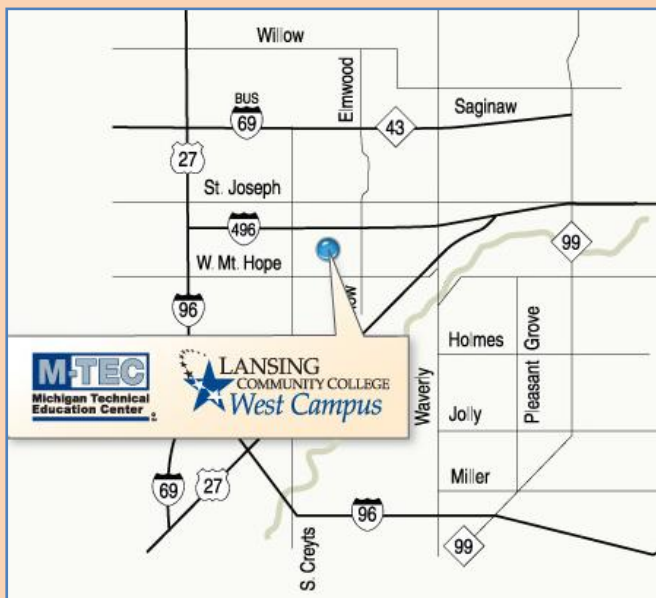 Willow
Elmwood
BUS
69
43
Saginaw
27
St. Joseph
496
99
W. Mt. Hope
96
Holmes
Pleasant Grove
M-TEC
Michigan Technical
Education Center
LANSING
COMMUNITY COLLEGE
West Campus
Waverly
Jolly
Miller
69
27
96
99
S. Creyts